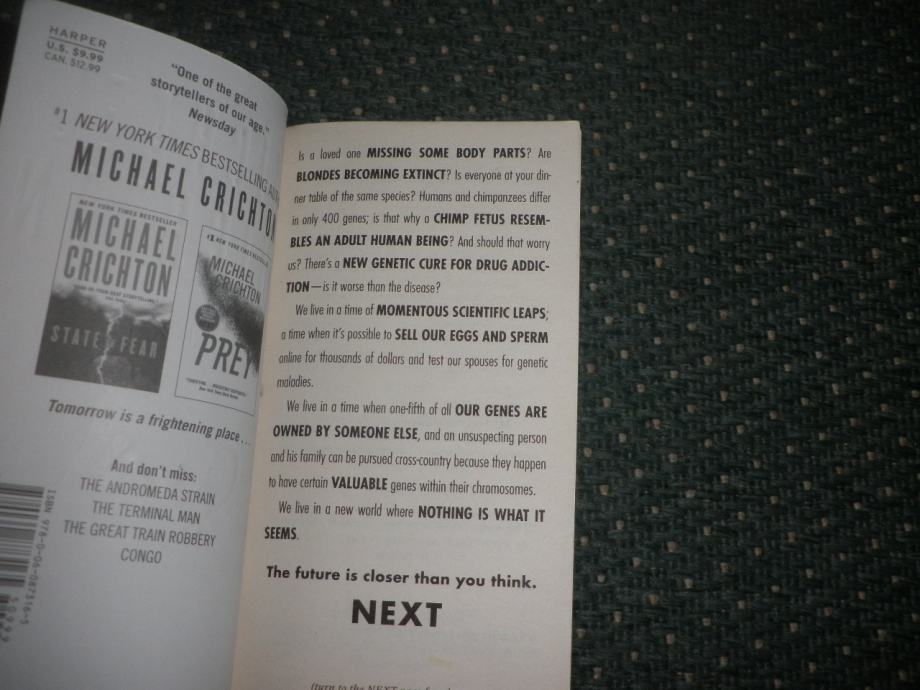 HARPER
U.S. $9.99
CAN. $12.99
"One of the great
storytellers of our age."
Newsday
#1 NEW YORK TIMES BESTSELLING
MICHAEL CRICHTON
NEW YORK TIMES BESTSELLER
MICHAEL
CRICHTON
STATE OF FEAR
#1 NEW YORK TIMES
MICHAEL
CRICHTON
PREY
Tomorrow is a frightening place...
And don't miss:
THE ANDROMEDA STRAIN
THE TERMINAL MAN
THE GREAT TRAIN ROBBERY
CONGO
Is a loved one MISSING SOME BODY PARTS? Are
BLONDES BECOMING EXTINCT? Is everyone at your din-
ner table of the same species? Humans and chimpanzees differ
in only 400 genes; is that why a CHIMP FETUS RESEM-
BLES AN ADULT HUMAN BEING? And should that worry
us? There's a NEW GENETIC CURE FOR DRUG ADDIC-
TION—is it worse than the disease?
We live in a time of MOMENTOUS SCIENTIFIC LEAPS;
a time when it's possible to SELL OUR EGGS AND SPERM
online for thousands of dollars and test our spouses for genetic
maladies.
We live in a time when one-fifth of all OUR GENES ARE
OWNED BY SOMEONE ELSE, and an unsuspecting person
and his family can be pursued cross-country because they happen
to have certain VALUABLE genes within their chromosomes.
We live in a new world where NOTHING IS WHAT IT
SEEMS.
The future is closer than you think.
NEXT
(turn to the NEXT